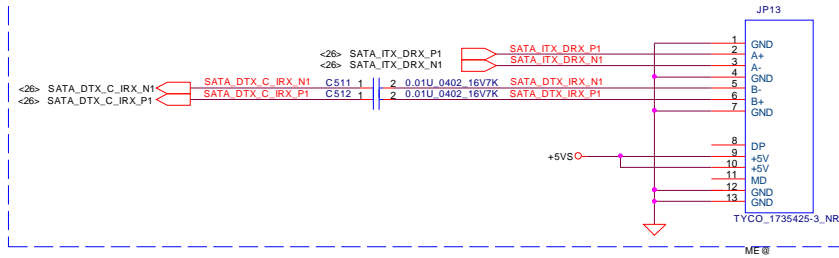 JP13
1 GND
<26> SATA_ITX_DRX_P1 SATA_ITX_DRX_P1 2 A+
<26> SATA_ITX_DRX_N1 SATA_ITX_DRX_N1 3 A-
4 GND
<26> SATA_DTX_C_IRX_N1 SATA_DTX_C_IRX_N1 C511 1 2 0.01U_0402_16V7K SATA_DTX_IRX_N1 5 B-
<26> SATA_DTX_C_IRX_P1 SATA_DTX_C_IRX_P1 C512 1 2 0.01U_0402_16V7K SATA_DTX_IRX_P1 6 B+
7 GND
8 DP
+5VS 9 +5V
10 +5V
11 MD
12 GND
13 GND
TYCO_1735425-3_NR
ME@